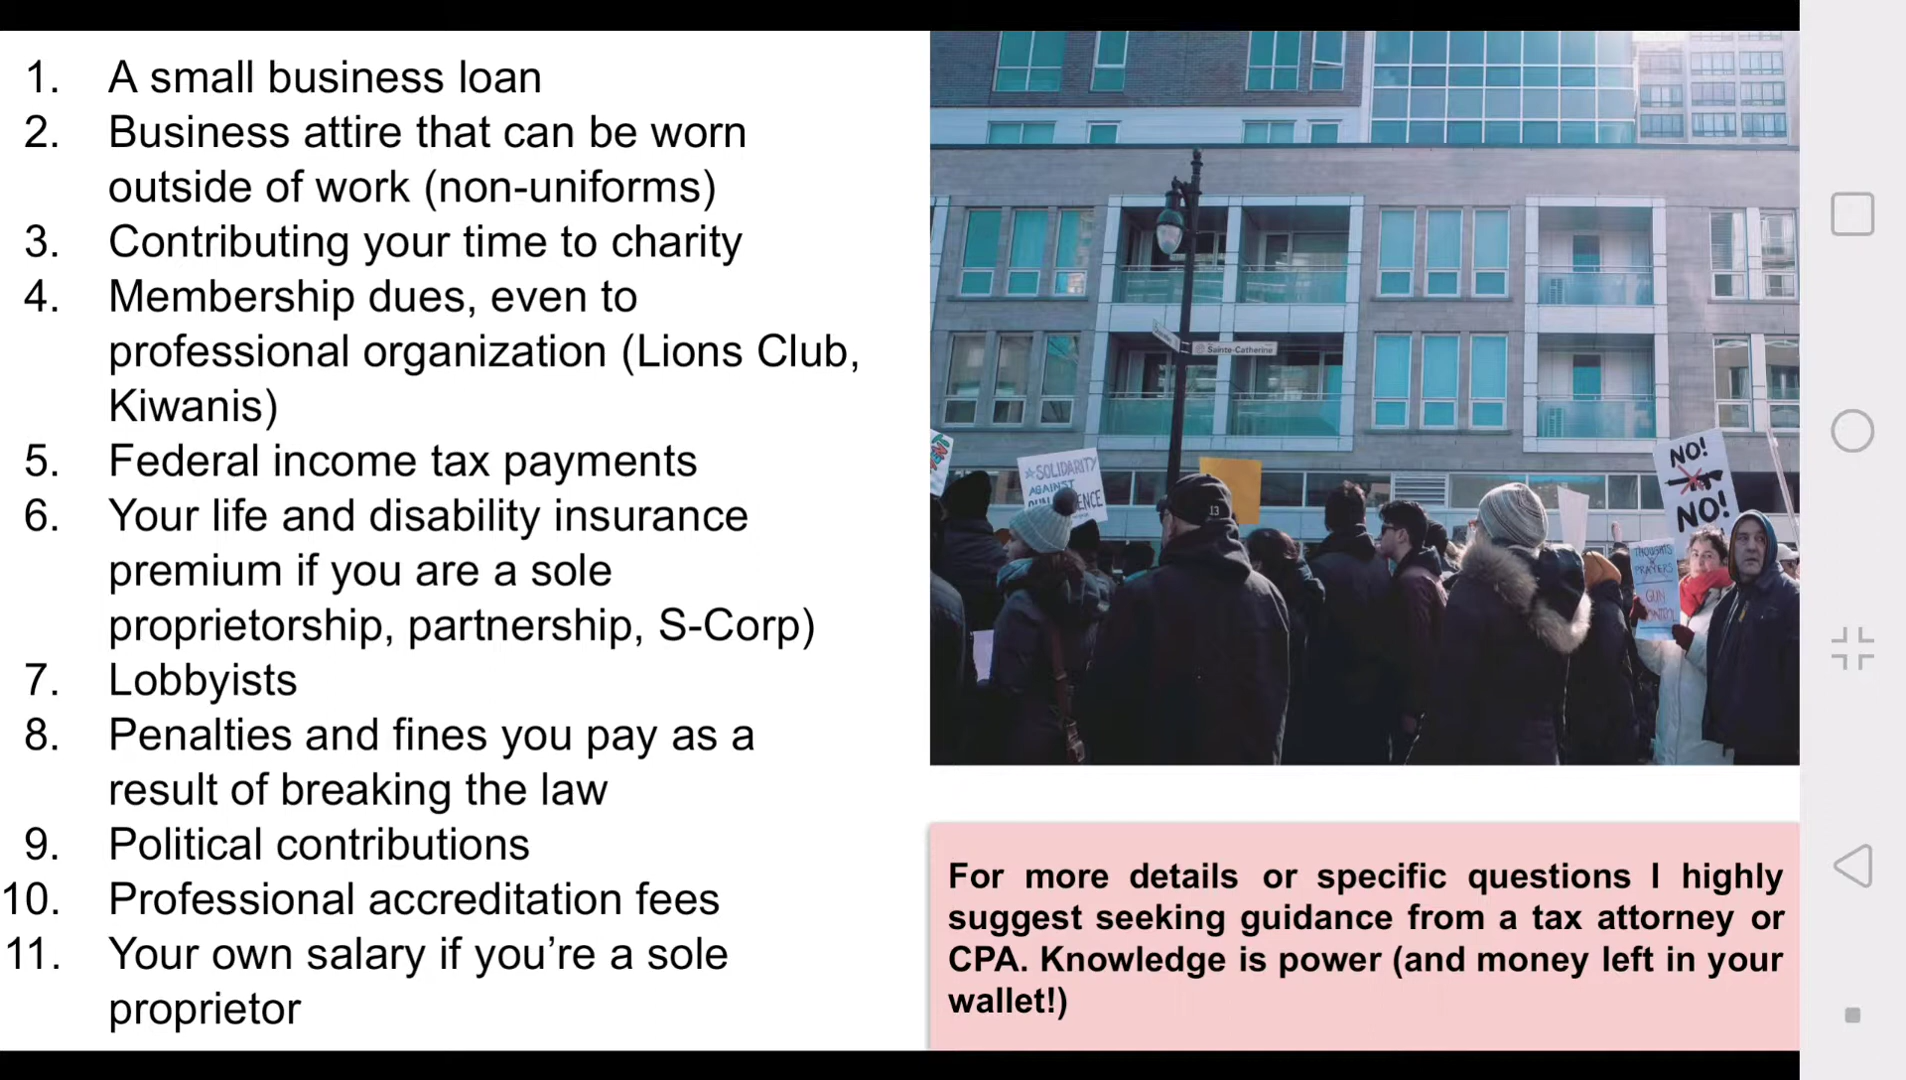 1. A small business loan
2. Business attire that can be worn
outside of work (non-uniforms)
3. Contributing your time to charity
4. Membership dues, even to
professional organization (Lions Club,
Kiwanis)
5. Federal income tax payments
6. Your life and disability insurance
premium if you are a sole
proprietorship, partnership, S-Corp)
7. Lobbyists
8. Penalties and fines you pay as a
result of breaking the law
9. Political contributions
10. Professional accreditation fees
11. Your own salary if you’re a sole
proprietor
Sainte-Catherine
SOLIDARITY
AGAINST
13
NO!
NO!
THOUGHTS
PRAYERS
GUN
For more details or specific questions I highly
suggest seeking guidance from a tax attorney or
CPA. Knowledge is power (and money left in your
wallet!)